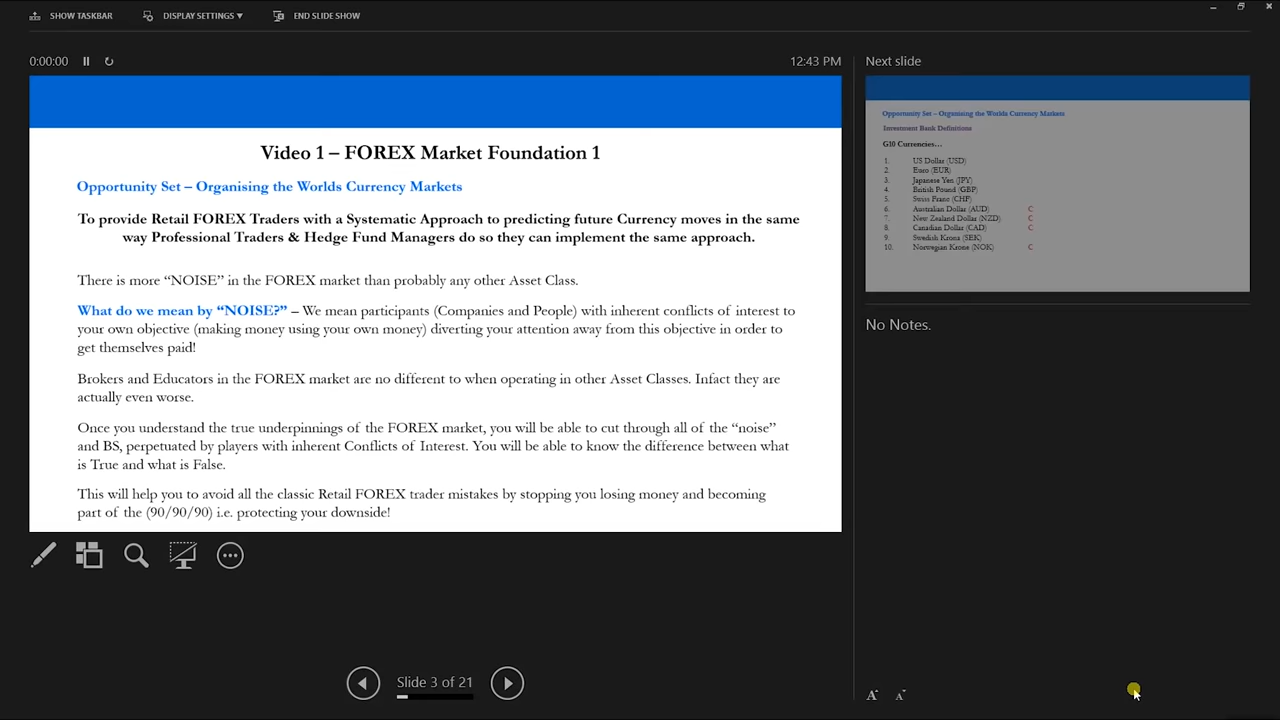 SHOW TASKBAR
DISPLAY SETTINGS ▼
END SLIDE SHOW
0:00:00
12:43 PM
Video 1 – FOREX Market Foundation 1
Opportunity Set – Organising the Worlds Currency Markets
To provide Retail FOREX Traders with a Systematic Approach to predicting future Currency moves in the same
way Professional Traders & Hedge Fund Managers do so they can implement the same approach.
There is more “NOISE” in the FOREX market than probably any other Asset Class.
What do we mean by “NOISE?” – We mean participants (Companies and People) with inherent conflicts of interest to
your own objective (making money using your own money) diverting your attention away from this objective in order to
get themselves paid!
Brokers and Educators in the FOREX market are no different to when operating in other Asset Classes. Infact they are
actually even worse.
Once you understand the true underpinnings of the FOREX market, you will be able to cut through all of the “noise”
and BS, perpetuated by players with inherent Conflicts of Interest. You will be able to know the difference between what
is True and what is False.
This will help you to avoid all the classic Retail FOREX trader mistakes by stopping you losing money and becoming
part of the (90/90/90) i.e. protecting your downside!
Slide 3 of 21
Next slide
Opportunity Set – Organising the Worlds Currency Markets
Investment Bank Definitions
G10 Currencies…
1. US Dollar (USD)
2. Euro (EUR)
3. Japanese Yen (JPY)
4. British Pound (GBP)
5. Swiss Franc (CHF)
6. Australian Dollar (AUD) C
7. New Zealand Dollar (NZD) C
8. Canadian Dollar (CAD) C
9. Swedish Krona (SEK)
10. Norwegian Krone (NOK) C
No Notes.
A A